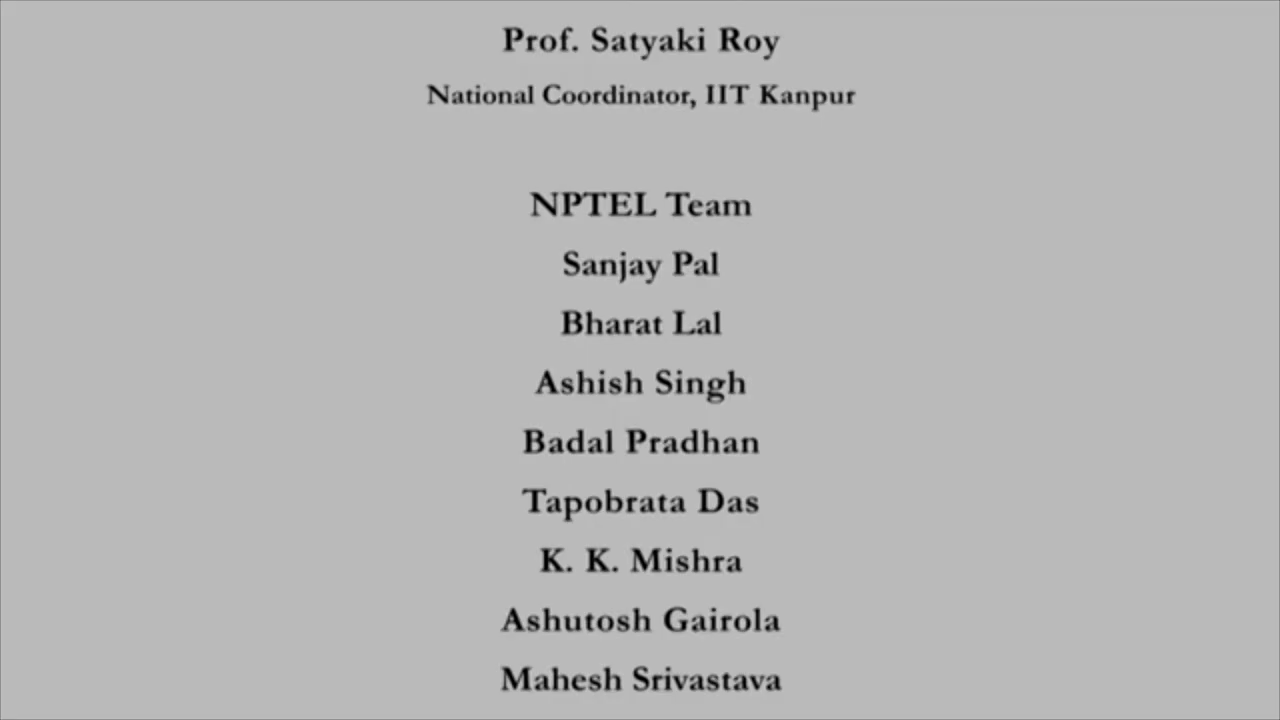 Prof. Satyaki Roy
National Coordinator, IIT Kanpur
NPTEL Team
Sanjay Pal
Bharat Lal
Ashish Singh
Badal Pradhan
Tapobrata Das
K. K. Mishra
Ashutosh Gairola
Mahesh Srivastava